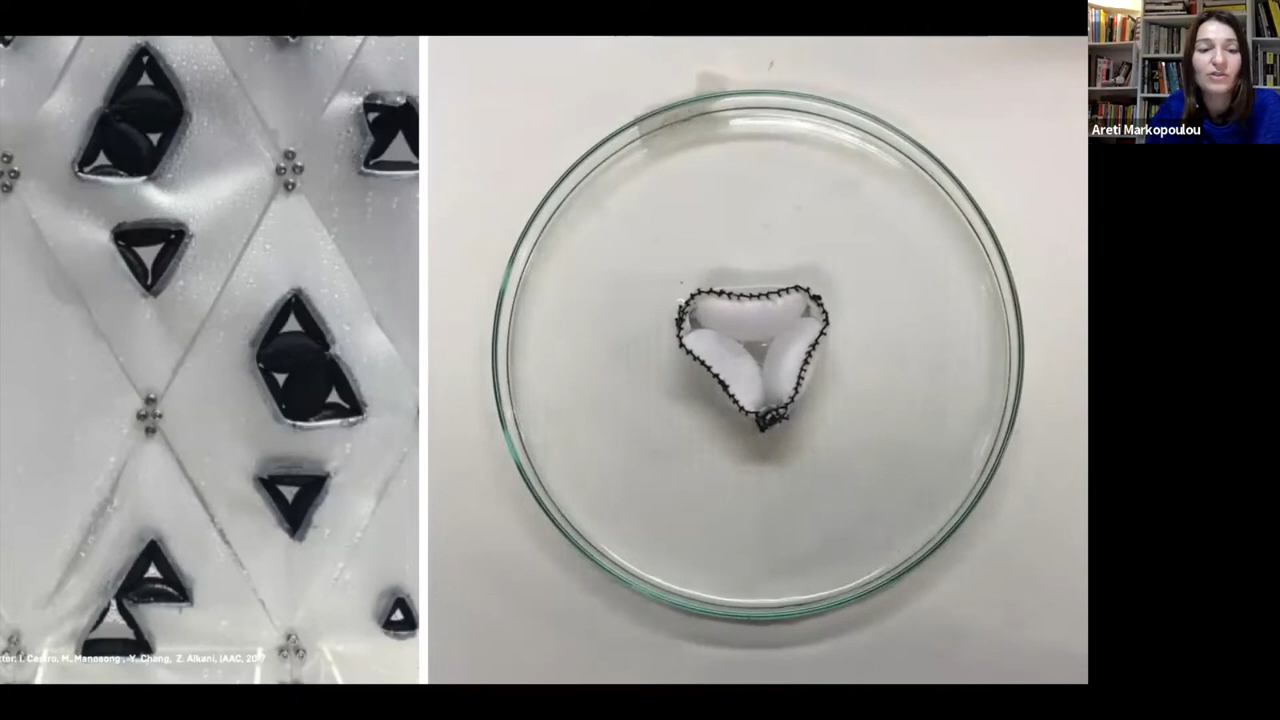 Areti Markopoulou
I. Castro, M. Manosong, Y. Chang, Z. Alkani, IAAC, 2017